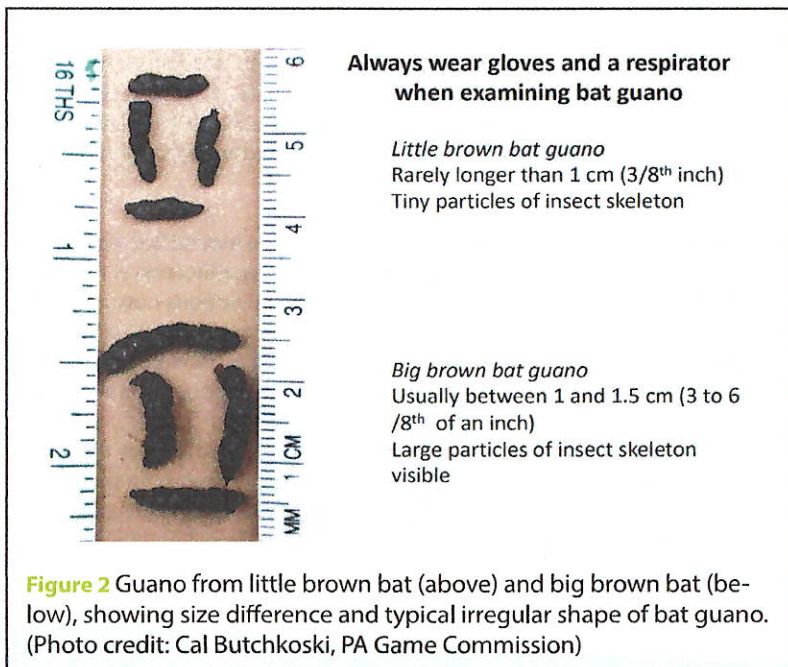 16THS
1
2
6
5
4
3
2
1
CM
MM
Always wear gloves and a respirator
when examining bat guano
Little brown bat guano
Rarely longer than 1 cm (3/8th inch)
Tiny particles of insect skeleton
Big brown bat guano
Usually between 1 and 1.5 cm (3 to 6
/8th of an inch)
Large particles of insect skeleton
visible
Figure 2 Guano from little brown bat (above) and big brown bat (be-
low), showing size difference and typical irregular shape of bat guano.
(Photo credit: Cal Butchkoski, PA Game Commission)